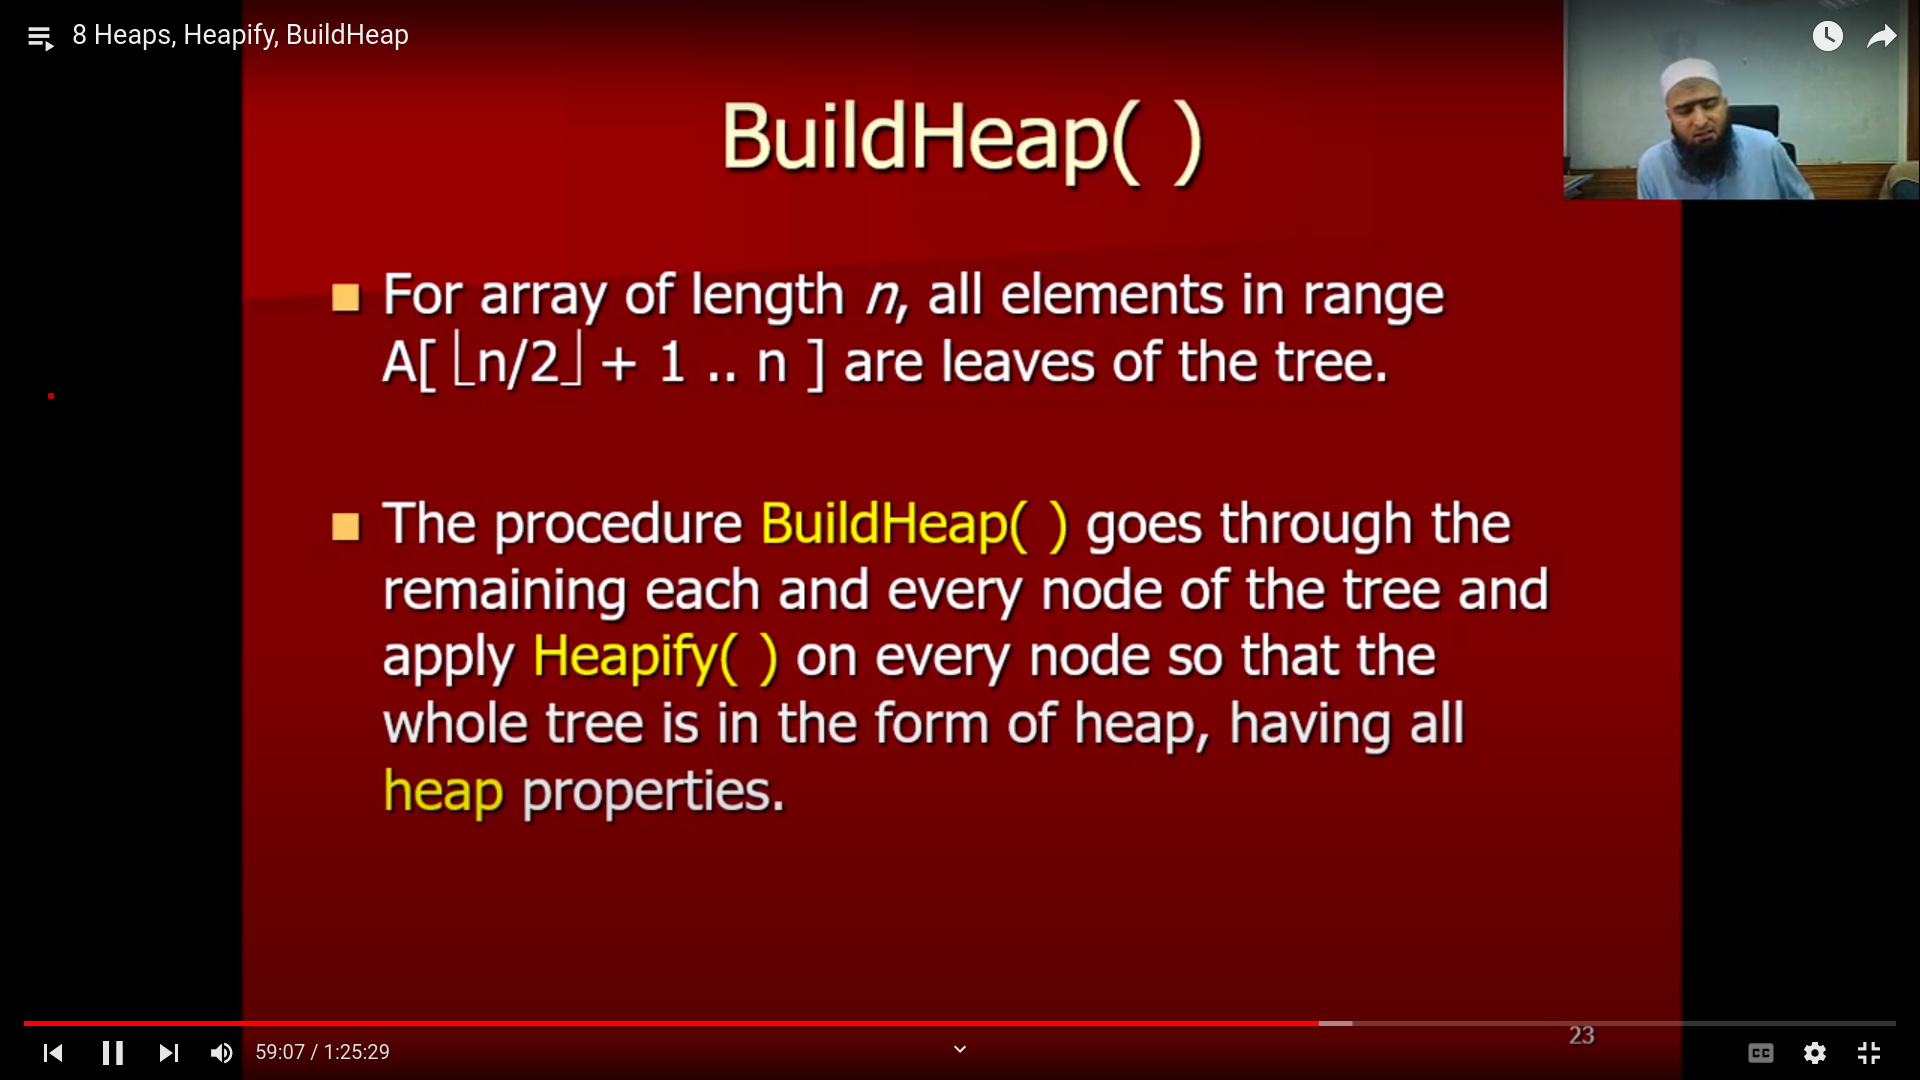 8 Heaps, Heapify, BuildHeap
BuildHeap( )
For array of length n, all elements in range
A[ ⌊n/2⌋ + 1 .. n ] are leaves of the tree.
The procedure BuildHeap( ) goes through the
remaining each and every node of the tree and
apply Heapify( ) on every node so that the
whole tree is in the form of heap, having all
heap properties.
23
59:07 / 1:25:29
CC